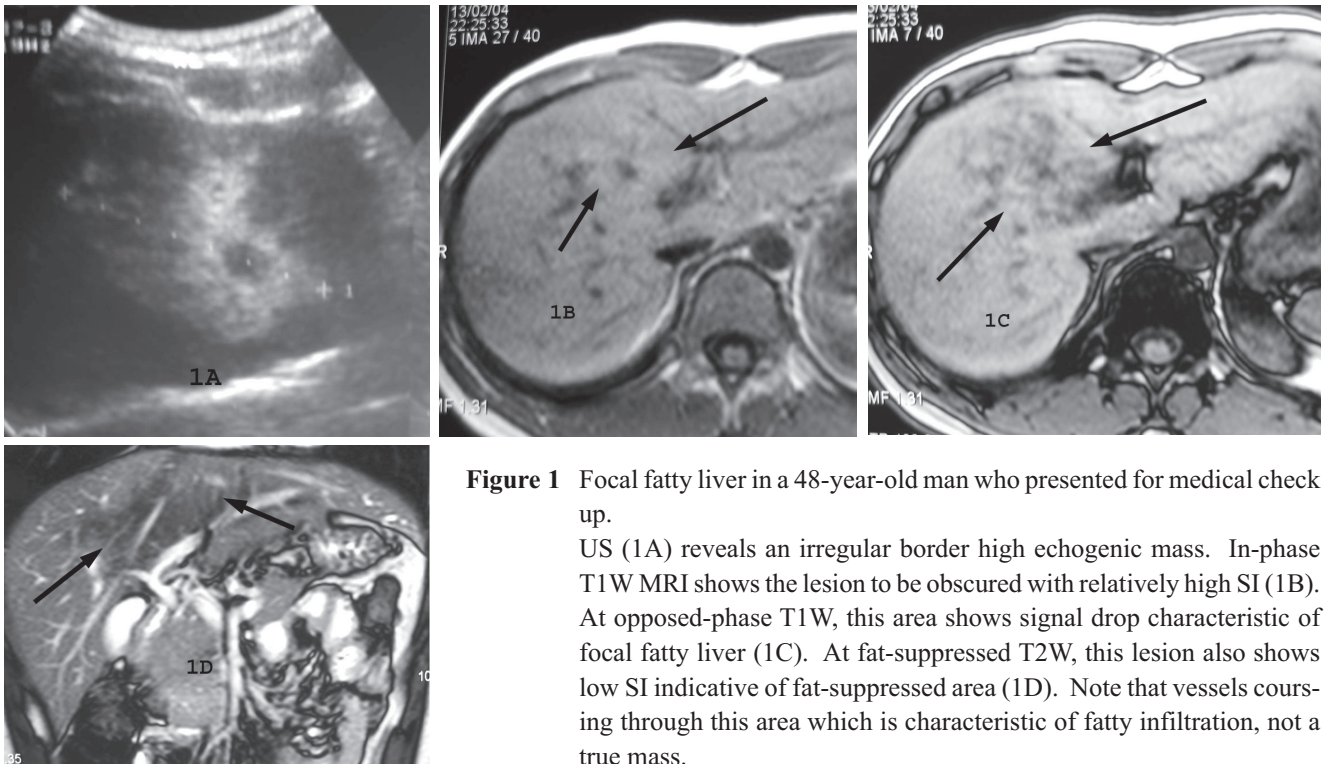 13/02/04
22:25:33
5 IMA 27 / 40
22:25:33
IMA 7 / 40
R
R
1A
1B
1C
MF 1.31
MF 1.31
1D
10
.35
Figure 1 Focal fatty liver in a 48-year-old man who presented for medical check
up.
US (1A) reveals an irregular border high echogenic mass. In-phase
T1W MRI shows the lesion to be obscured with relatively high SI (1B).
At opposed-phase T1W, this area shows signal drop characteristic of
focal fatty liver (1C). At fat-suppressed T2W, this lesion also shows
low SI indicative of fat-suppressed area (1D). Note that vessels cours-
ing through this area which is characteristic of fatty infiltration, not a
true mass.